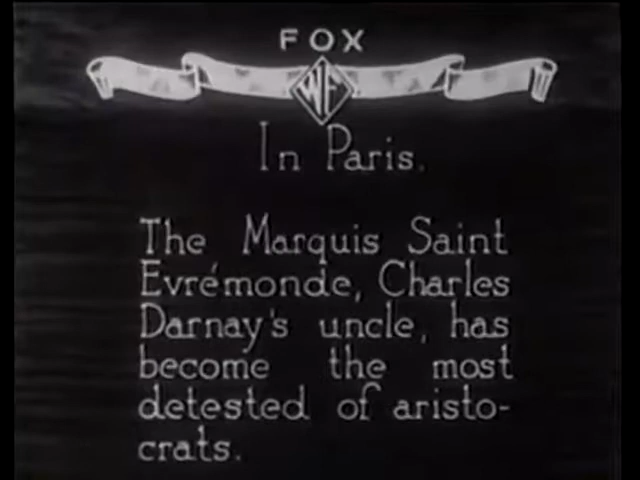 FOX
WF
In Paris.
The Marquis Saint
Evrémonde, Charles
Darnay's uncle, has
become the most
detested of aristo-
crats.